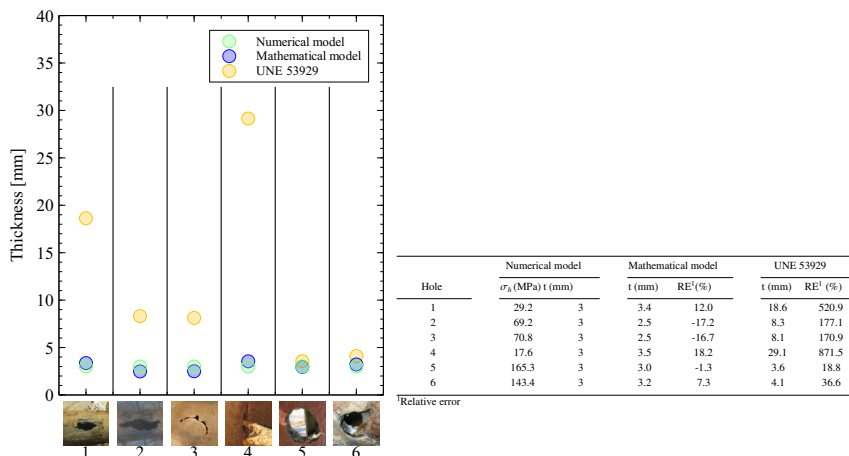 40
35
30
25
20
15
10
5
0
Thickness [mm]
Numerical model
Mathematical model
UNE 53929
1 2 3 4 5 6
Numerical model Mathematical model UNE 53929
Hole σh (MPa) t (mm) t (mm) RE¹(%) t (mm) RE¹ (%)
1 29.2 3 3.4 12.0 18.6 520.9
2 69.2 3 2.5 -17.2 8.3 177.1
3 70.8 3 2.5 -16.7 8.1 170.9
4 17.6 3 3.5 18.2 29.1 871.5
5 165.3 3 3.0 -1.3 3.6 18.8
6 143.4 3 3.2 7.3 4.1 36.6
¹Relative error